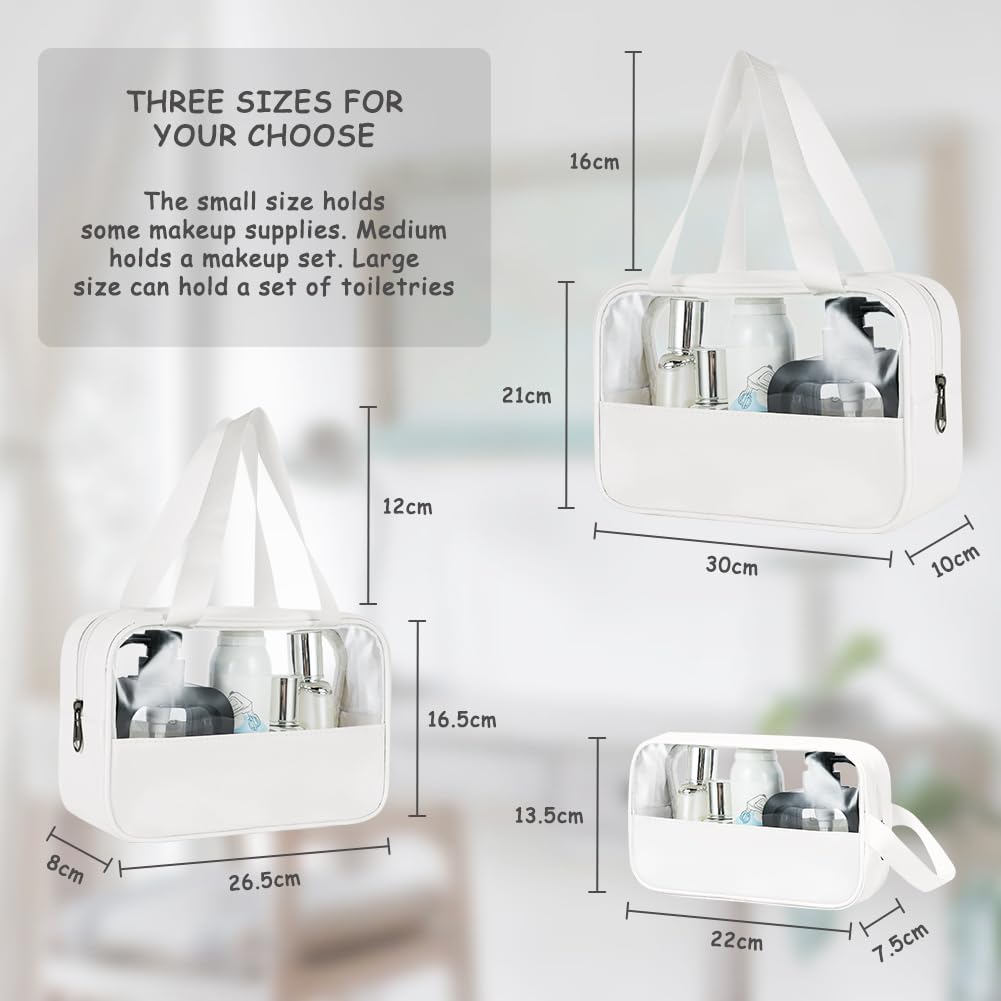 THREE SIZES FOR
YOUR CHOOSE
The small size holds
some makeup supplies. Medium
holds a makeup set. Large
size can hold a set of toiletries
16cm
21cm
30cm
10cm
12cm
16.5cm
8cm
26.5cm
13.5cm
22cm
7.5cm